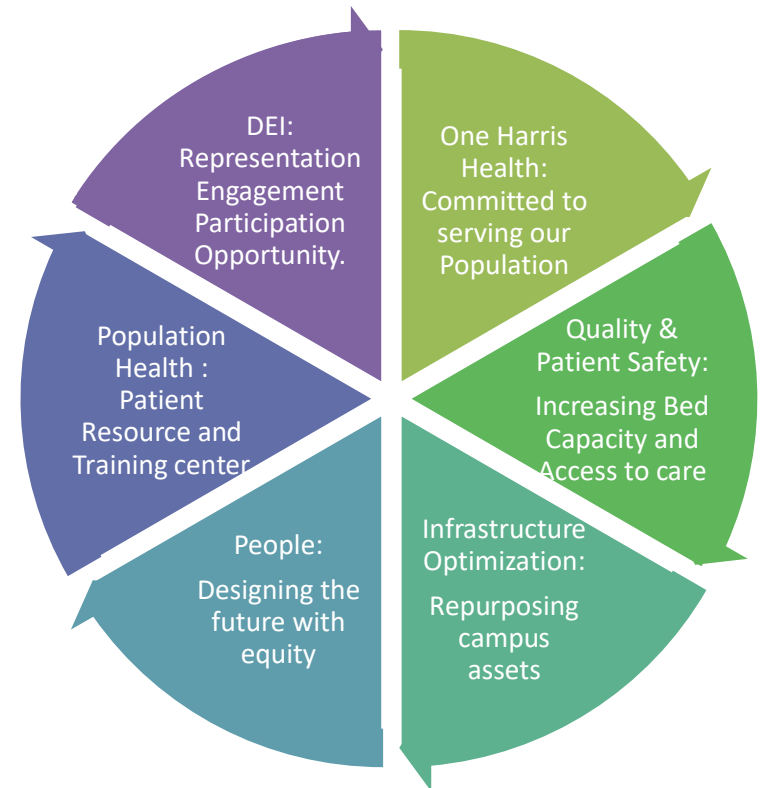 One Harris
Health:
Committed to
serving our
Population
Quality &
Patient Safety:
Increasing Bed
Capacity and
Access to care
Infrastructure
Optimization:
Repurposing
campus
assets
People:
Designing the
future with
equity
Population
Health :
Patient
Resource and
Training center
DEI:
Representation
Engagement
Participation
Opportunity.